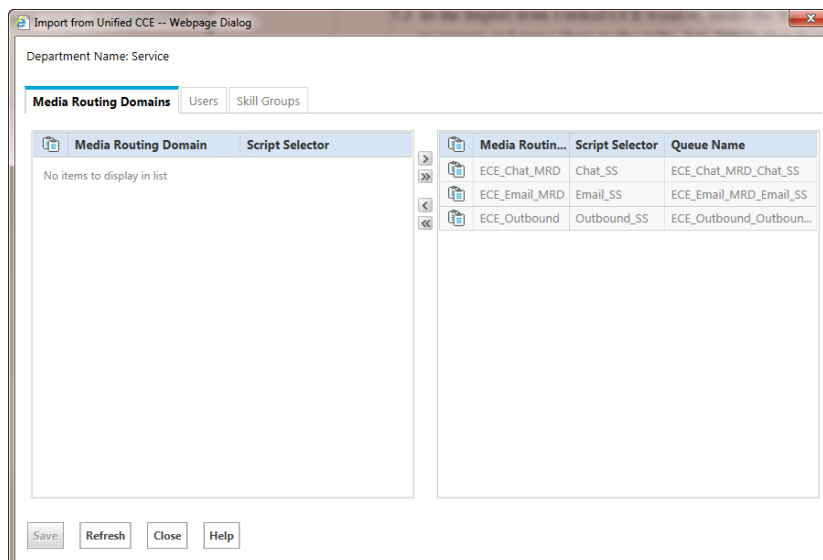 Import from Unified CCE -- Webpage Dialog
Department Name: Service
Media Routing Domains Users Skill Groups
Media Routing Domain Script Selector
No items to display in list
Media Routin... Script Selector Queue Name
ECE_Chat_MRD Chat_SS ECE_Chat_MRD_Chat_SS
ECE_Email_MRD Email_SS ECE_Email_MRD_Email_SS
ECE_Outbound Outbound_SS ECE_Outbound_Outboun...
Save Refresh Close Help